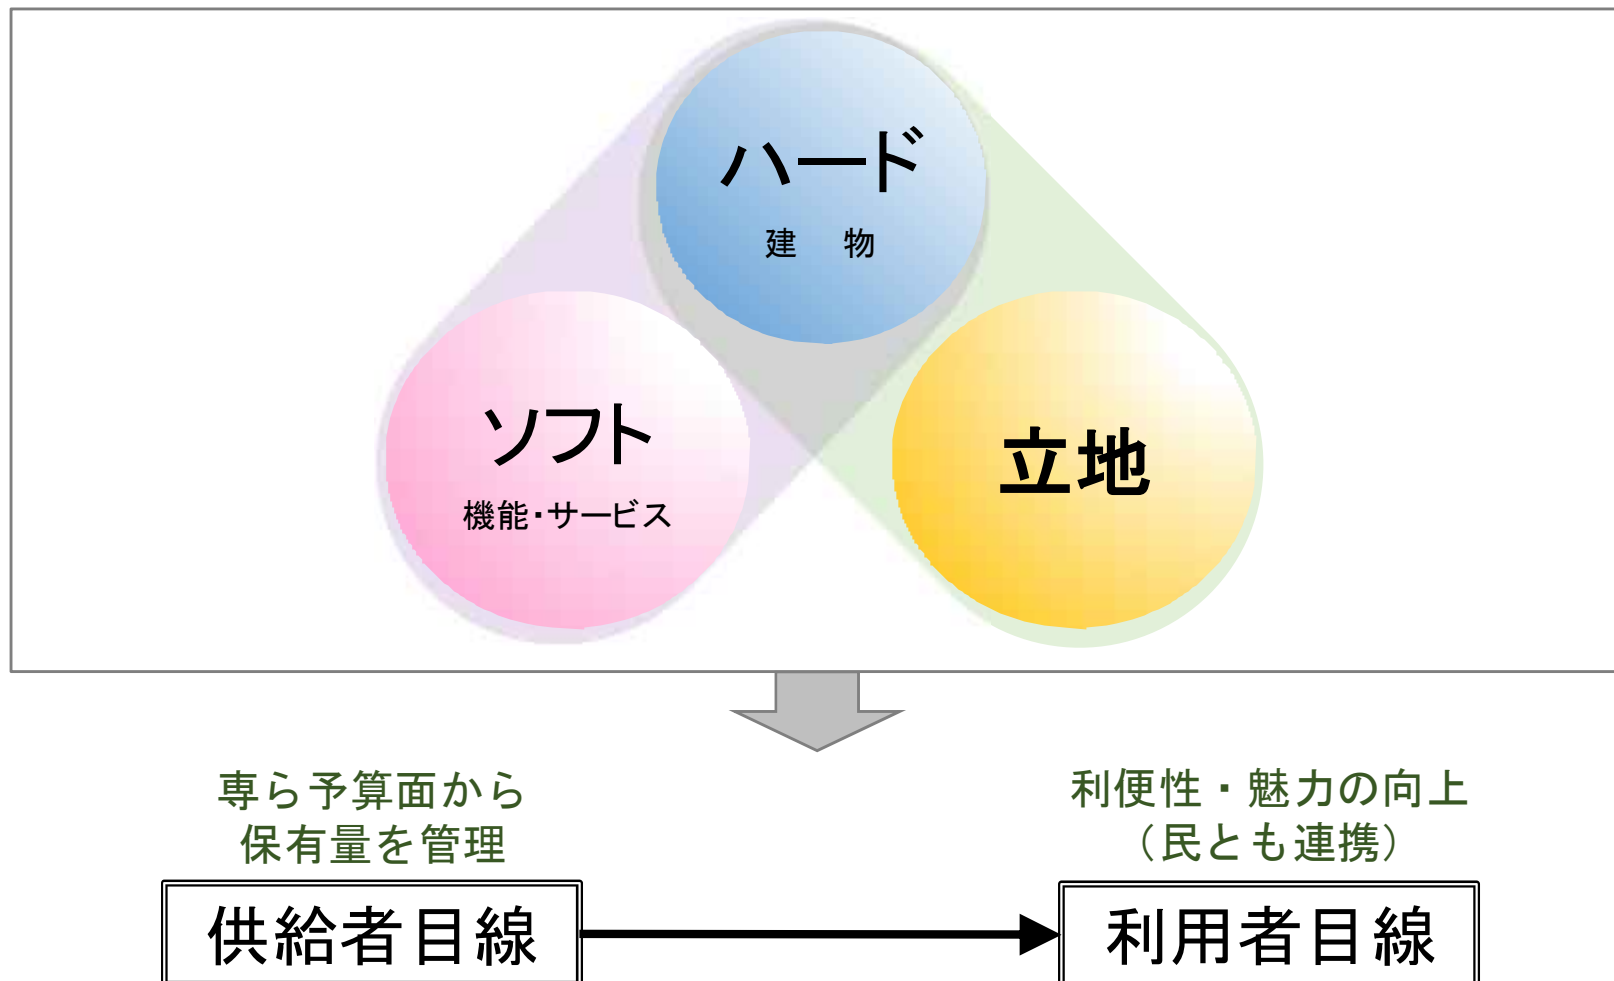 ハード
建　物
ソフト
機能・サービス
立地
専ら予算面から
保有量を管理
供給者目線
利便性・魅力の向上
（民とも連携）
利用者目線